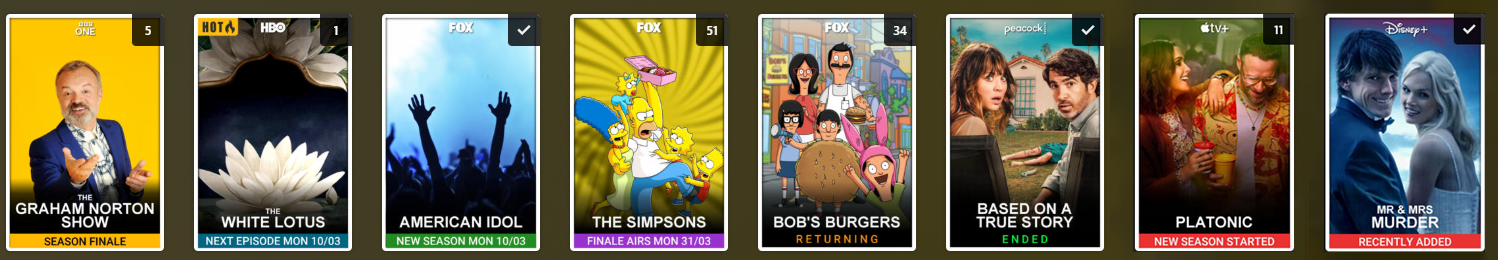 BBC
ONE
5
THE
GRAHAM NORTON
SHOW
SEASON FINALE
HOT
HBO
1
THE
WHITE LOTUS
NEXT EPISODE MON 10/03
FOX
AMERICAN IDOL
NEW SEASON MON 10/03
FOX
51
THE SIMPSONS
FINALE AIRS MON 31/03
FOX
34
BOB'S BURGERS
RETURNING
peacock
BASED ON A
TRUE STORY
ENDED
tv+
11
PLATONIC
NEW SEASON STARTED
Disney+
MR & MRS
MURDER
RECENTLY ADDED